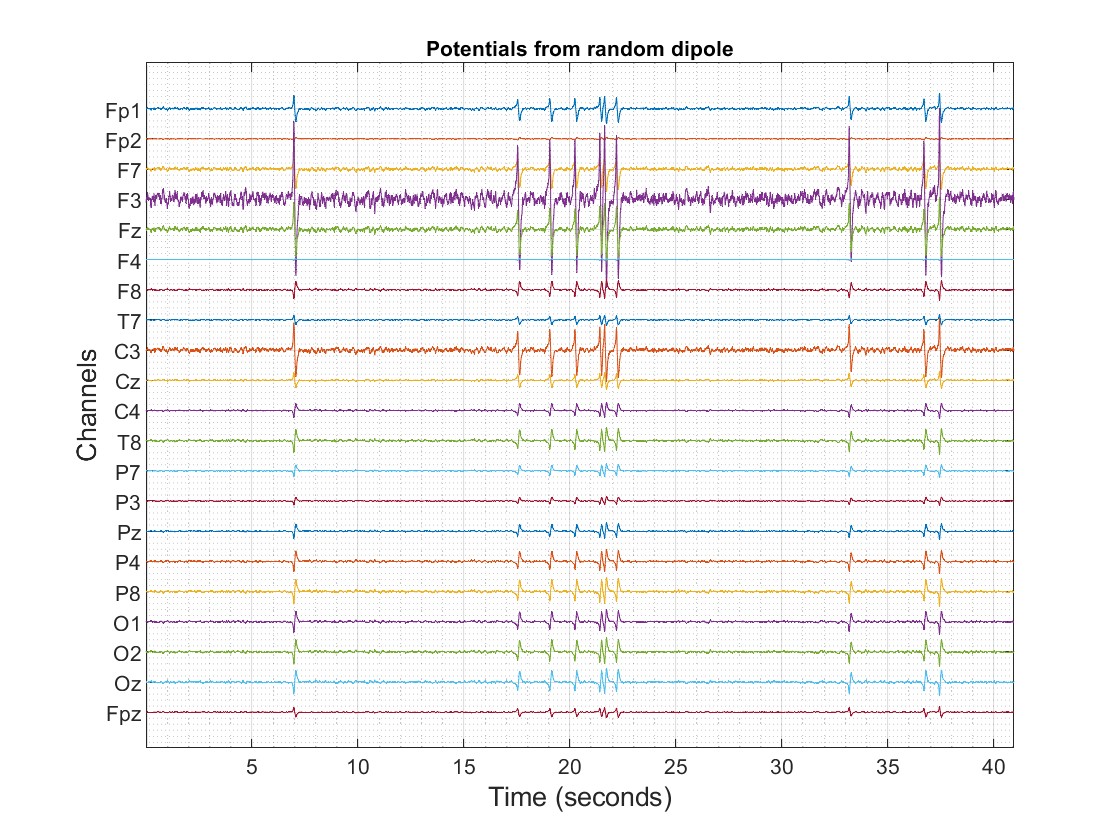 Potentials from random dipole
Fp1
Fp2
F7
F3
Fz
F4
F8
T7
C3
Cz
C4
T8
P7
P3
Pz
P4
P8
O1
O2
Oz
Fpz
Channels
5 10 15 20 25 30 35 40
Time (seconds)